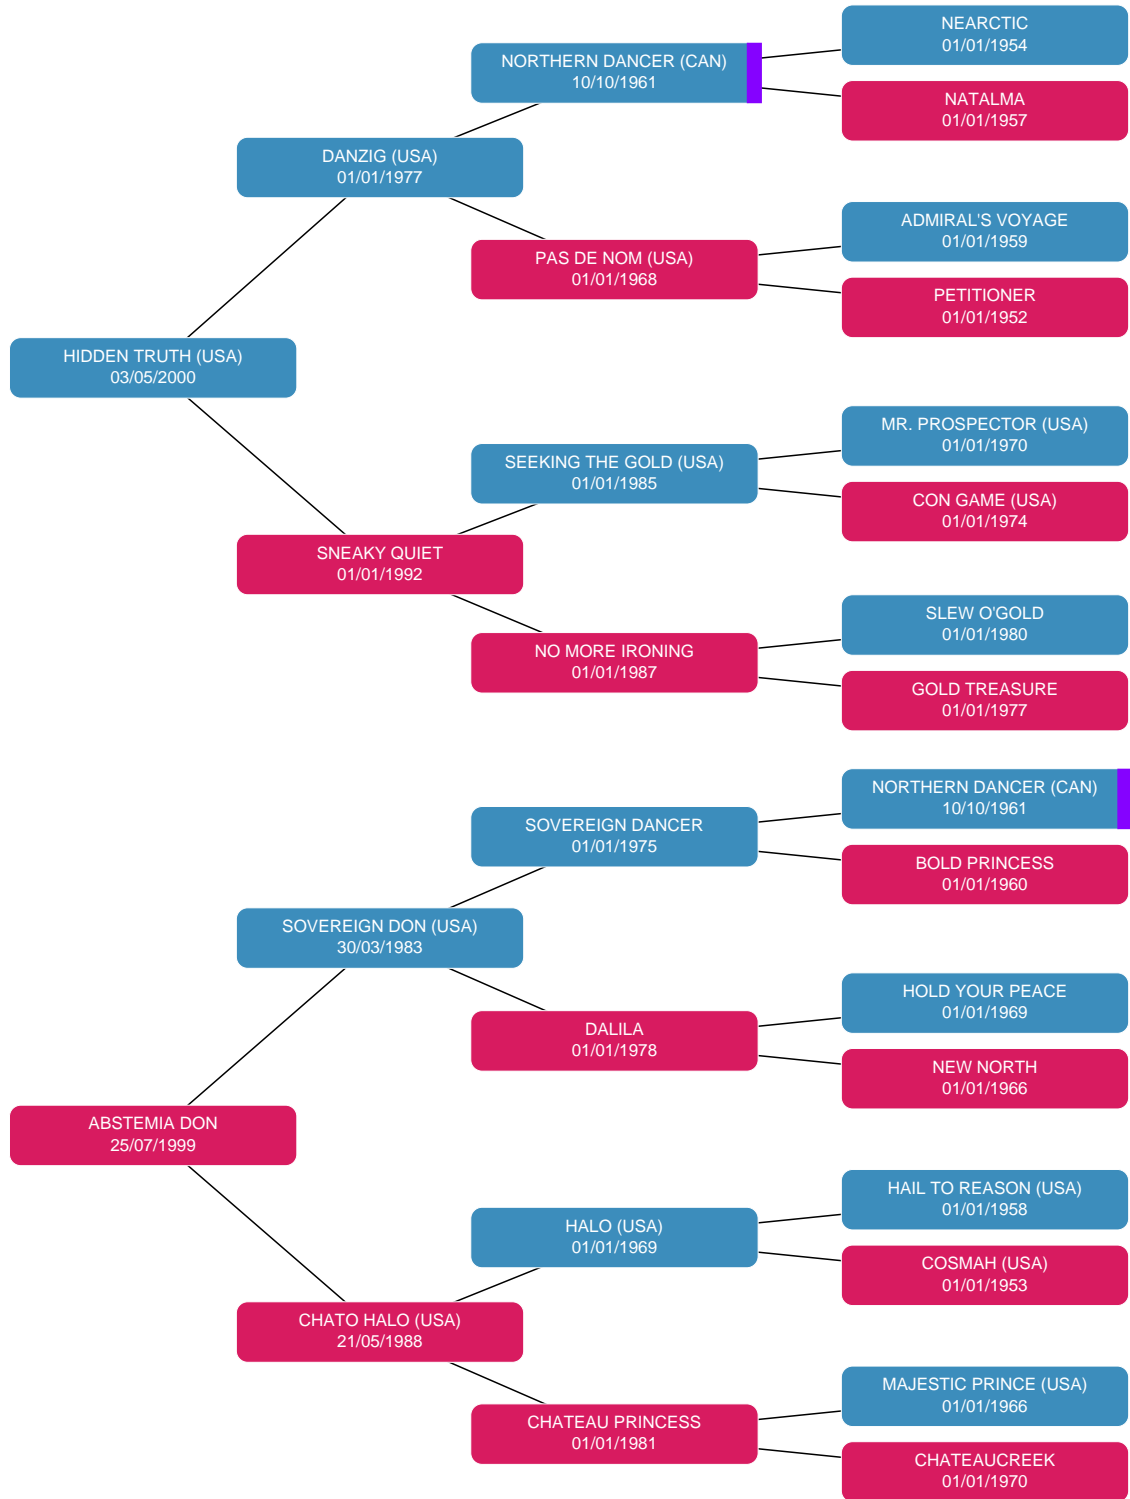 NEARCTIC
01/01/1954
NORTHERN DANCER (CAN)
10/10/1961
NATALMA
01/01/1957
DANZIG (USA)
01/01/1977
ADMIRAL'S VOYAGE
01/01/1959
PAS DE NOM (USA)
01/01/1968
PETITIONER
01/01/1952
HIDDEN TRUTH (USA)
03/05/2000
MR. PROSPECTOR (USA)
01/01/1970
SEEKING THE GOLD (USA)
01/01/1985
CON GAME (USA)
01/01/1974
SNEAKY QUIET
01/01/1992
SLEW O'GOLD
01/01/1980
NO MORE IRONING
01/01/1987
GOLD TREASURE
01/01/1977
NORTHERN DANCER (CAN)
10/10/1961
SOVEREIGN DANCER
01/01/1975
BOLD PRINCESS
01/01/1960
SOVEREIGN DON (USA)
30/03/1983
HOLD YOUR PEACE
01/01/1969
DALILA
01/01/1978
NEW NORTH
01/01/1966
ABSTEMIA DON
25/07/1999
HAIL TO REASON (USA)
01/01/1958
HALO (USA)
01/01/1969
COSMAH (USA)
01/01/1953
CHATO HALO (USA)
21/05/1988
MAJESTIC PRINCE (USA)
01/01/1966
CHATEAU PRINCESS
01/01/1981
CHATEAUCREEK
01/01/1970